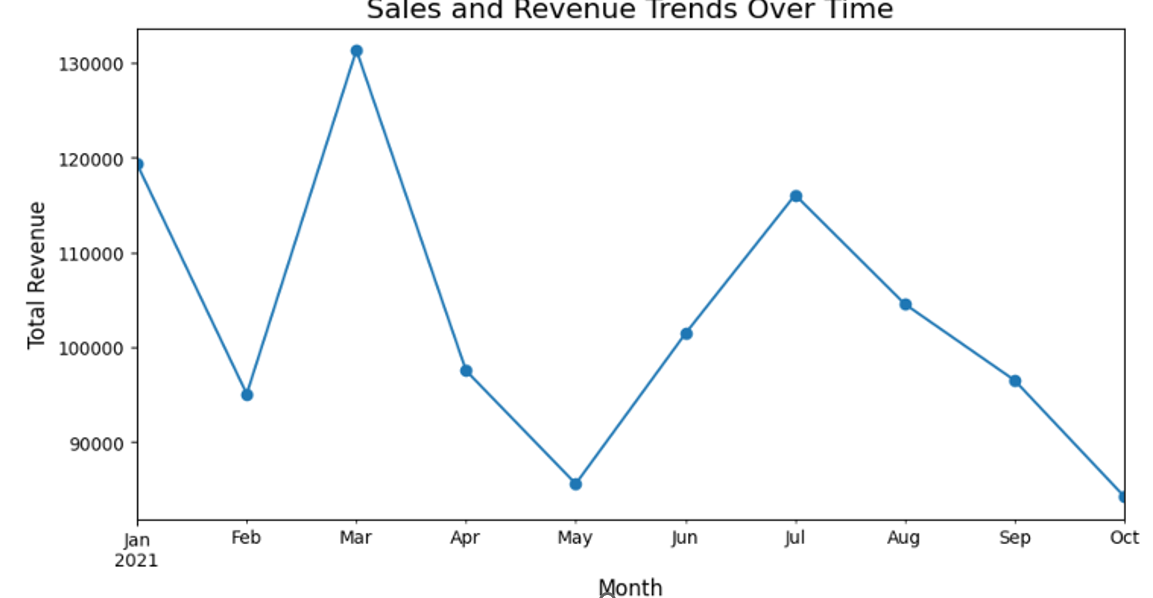 Sales and Revenue Trends Over Time
130000
120000
110000
100000
90000
Total Revenue
Jan Feb Mar Apr May Jun Jul Aug Sep Oct
2021
Month